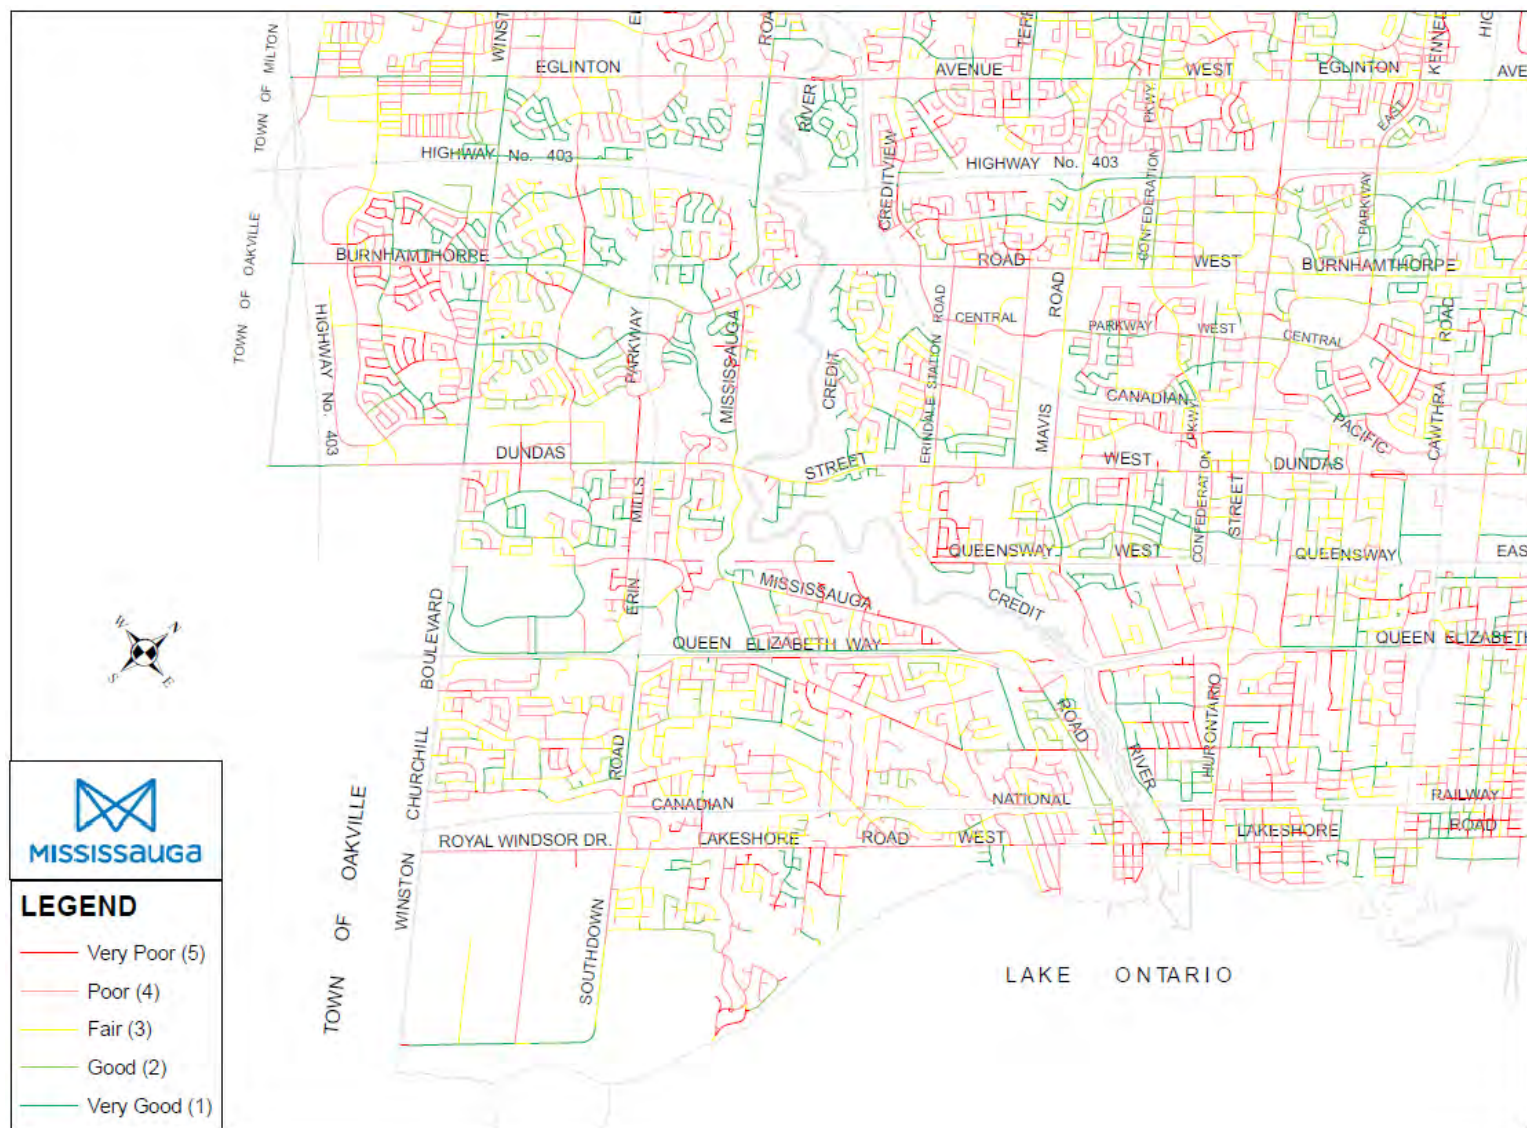 WINST
ROA
TERR
KENNED
HIG
TOWN OF MILTON
EGLINTON
AVENUE
WEST
EGLINTON
AVE
RIVER
PKWY.
EAST
HIGHWAY No. 403
CREDITVIEW
HIGHWAY No. 403
CONFEDERATION
PARKWAY
TOWN OF OAKVILLE
BURNHAMTHORPE
ROAD
WEST
BURNHAMTHORPE
HIGHWAY No. 403
PARKWAY
MISSISSAUGA
CREDIT
ERINDALE STATION ROAD
CENTRAL
ROAD
PARKWAY
WEST
CENTRAL
ROAD
CANADIAN
PACIFIC
MAVIS
PKWY.
CAWTHRA
DUNDAS
STREET
WEST
DUNDAS
MILLS
CONFEDERATION
STREET
QUEENSWAY
WEST
QUEENSWAY
EAS
ERIN
MISSISSAUGA
CREDIT
W
N
S
E
BOULEVARD
QUEEN ELIZABETH WAY
QUEEN ELIZABETH
ROAD
ROAD
RIVER
HURONTARIO
CHURCHILL
CANADIAN
NATIONAL
RAILWAY
ROYAL WINDSOR DR.
LAKESHORE
ROAD
WEST
LAKESHORE
ROAD
TOWN OF OAKVILLE
WINSTON
SOUTHDOWN
LAKE ONTARIO
MISSISSAUGA
LEGEND
Very Poor (5)
Poor (4)
Fair (3)
Good (2)
Very Good (1)